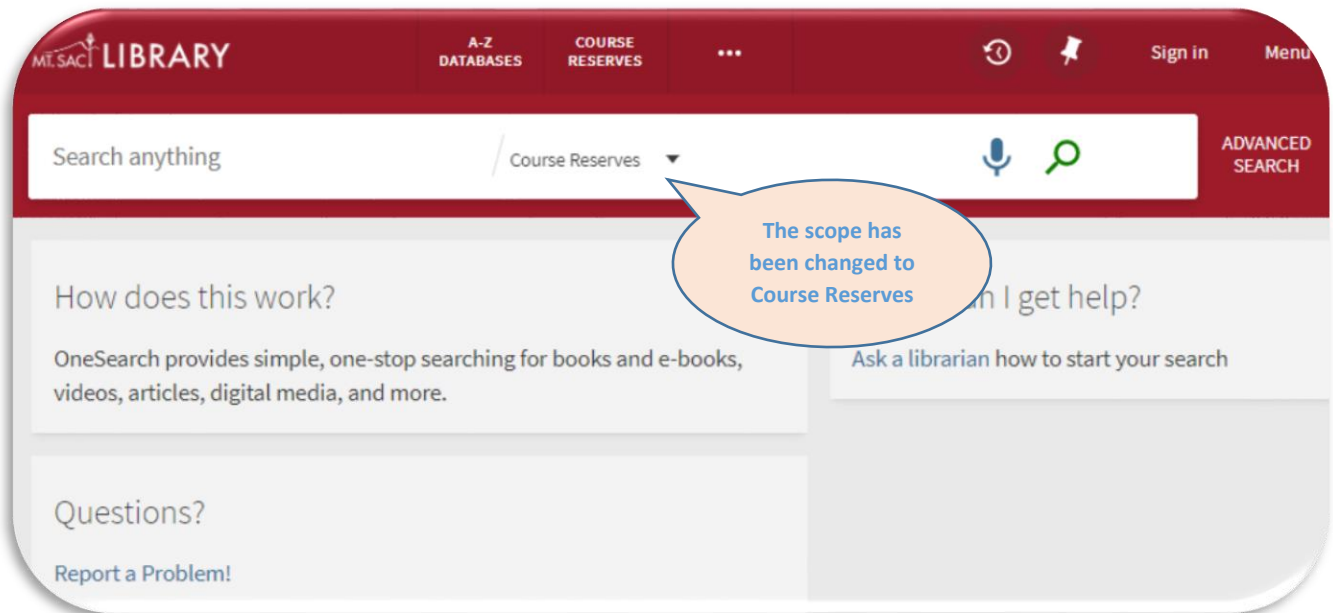 MT. SAC LIBRARY
A-Z DATABASES
COURSE RESERVES
•••
Sign in
Menu
Search anything
Course Reserves
ADVANCED SEARCH
The scope has
been changed to
Course Reserves
How does this work?
OneSearch provides simple, one-stop searching for books and e-books,
videos, articles, digital media, and more.
I get help?
Ask a librarian how to start your search
Questions?
Report a Problem!